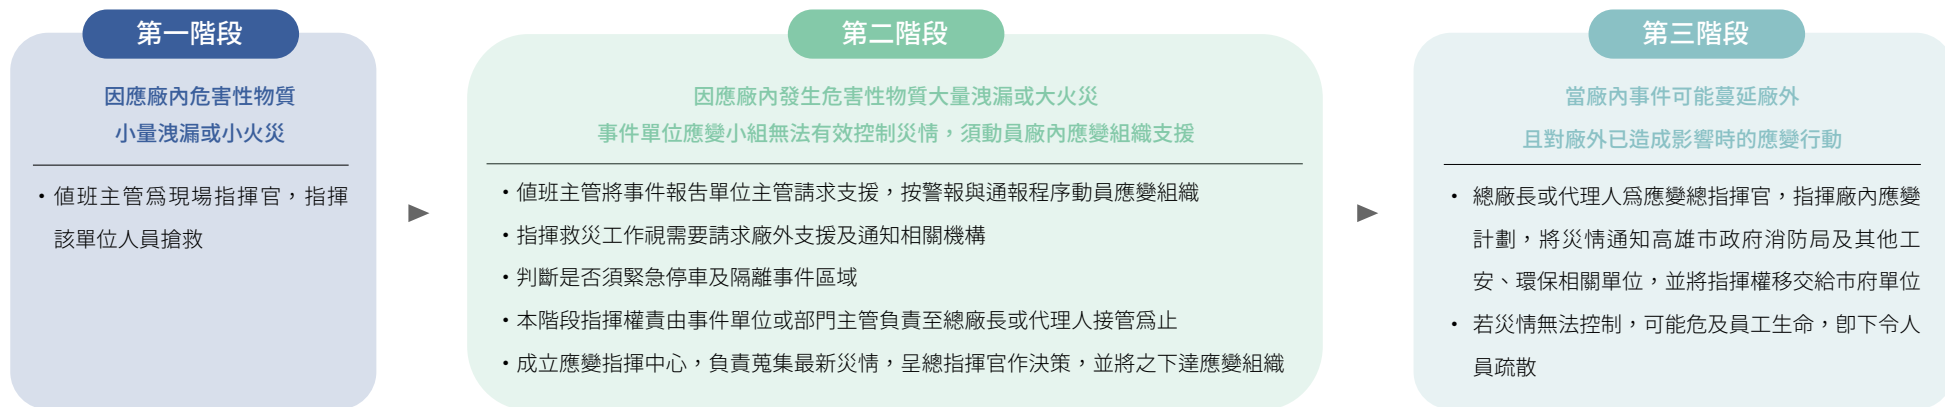 第一階段
因應廠內危害性物質
小量洩漏或小火災
・值班主管為現場指揮官，指揮
該單位人員搶救
第二階段
因應廠內發生危害性物質大量洩漏或大火災
事件單位應變小組無法有效控制災情，須動員廠內應變組織支援
・值班主管將事件報告單位主管請求支援，按警報與通報程序動員應變組織
・指揮救災工作視需要請求廠外支援及通知相關機構
・判斷是否須緊急停車及隔離事件區域
・本階段指揮權責由事件單位或部門主管負責至總廠長或代理人接管為止
・成立應變指揮中心，負責蒐集最新災情，呈總指揮官作決策，並將之下達應變組織
第三階段
當廠內事件可能蔓延廠外
且對廠外已造成影響時的應變行動
・ 總廠長或代理人為應變總指揮官，指揮廠內應變
計劃，將災情通知高雄市政府消防局及其他工
安、環保相關單位，並將指揮權移交給市府單位
・ 若災情無法控制，可能危及員工生命，即下令人
員疏散